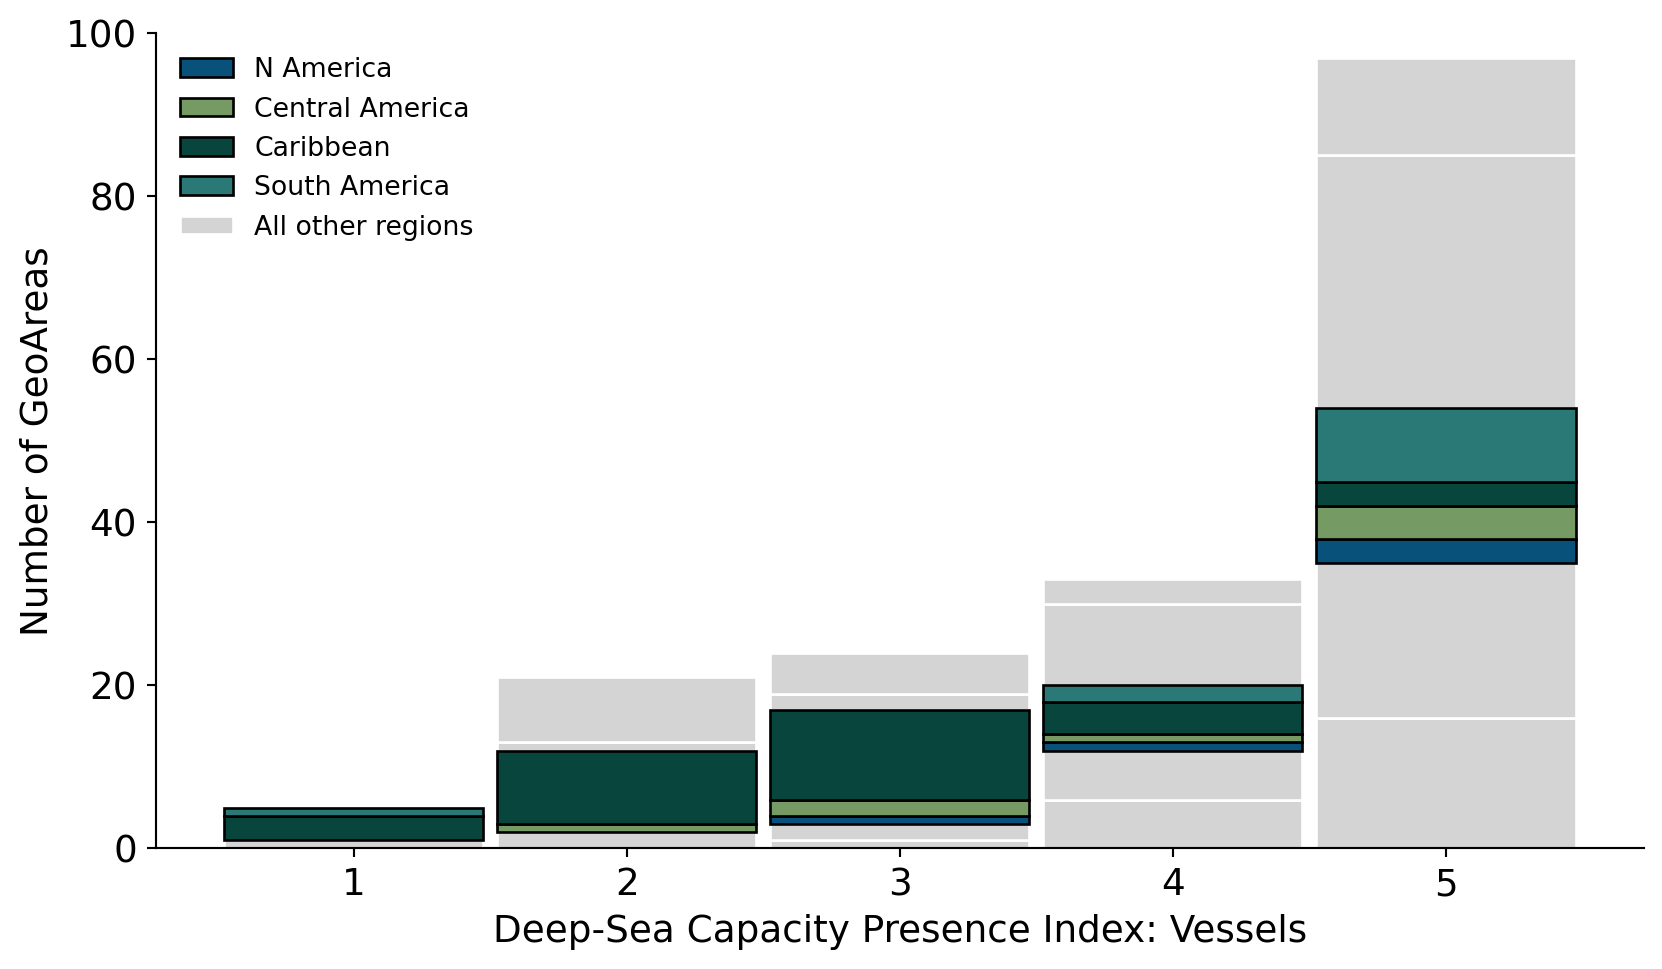 100
80
60
40
20
0
Number of GeoAreas
N America
Central America
Caribbean
South America
All other regions
1 2 3 4 5
Deep-Sea Capacity Presence Index: Vessels